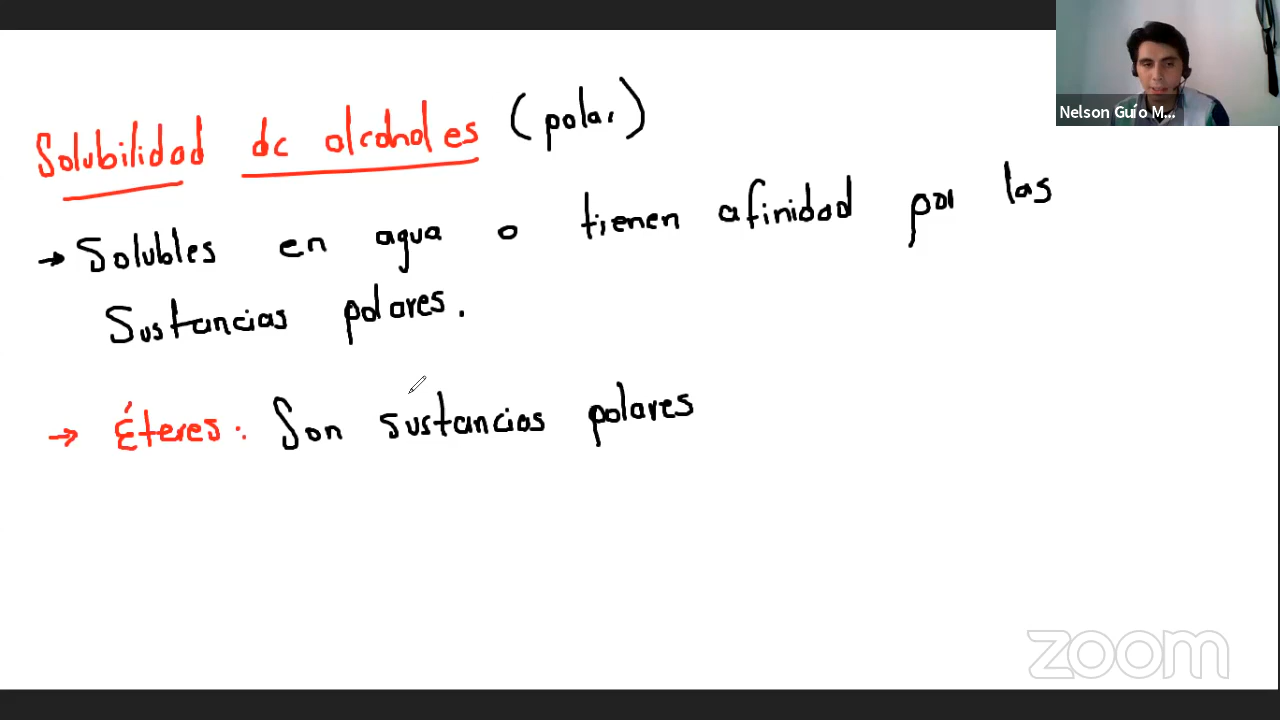 Solubilidad de alcoholes (polar)
→ Solubles en agua o tienen afinidad por las
Sustancias polares.
→ Éteres: Son sustancias polares
Nelson Guío M...
zoom